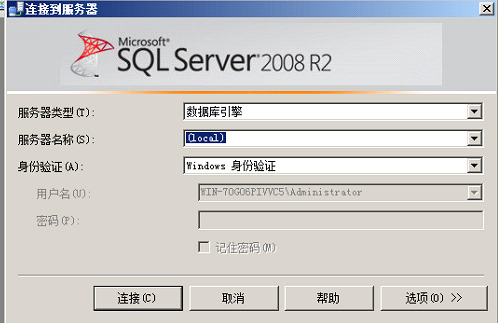 连接到服务器
Microsoft®
SQL Server 2008 R2
服务器类型(T): 数据库引擎
服务器名称(S): (local)
身份验证(A): Windows 身份验证
用户名(U): WIN-70G06PIVVC5\Administrator
密码(P):
记住密码(M)
连接(C) 取消 帮助 选项(O) >>